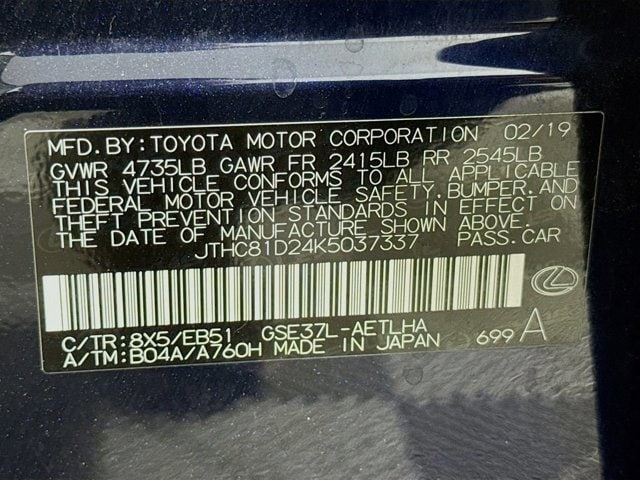 MFD.BY:TOYOTA MOTOR CORPORATION 02/19
GVWR 4735LB GAWR FR 2415LB RR 2545LB
THIS VEHICLE CONFORMS TO ALL APPLICABLE
FEDERAL MOTOR VEHICLE SAFETY,BUMPER,AND
THEFT PREVENTION STANDARDS IN EFFECT ON
THE DATE OF MANUFACTURE SHOWN ABOVE.
JTHC81D24K5037337 PASS.CAR
C/TR:8X5/EB51 GSE37L-AETLHA
A/TM:B04A/A760H MADE IN JAPAN 699 A